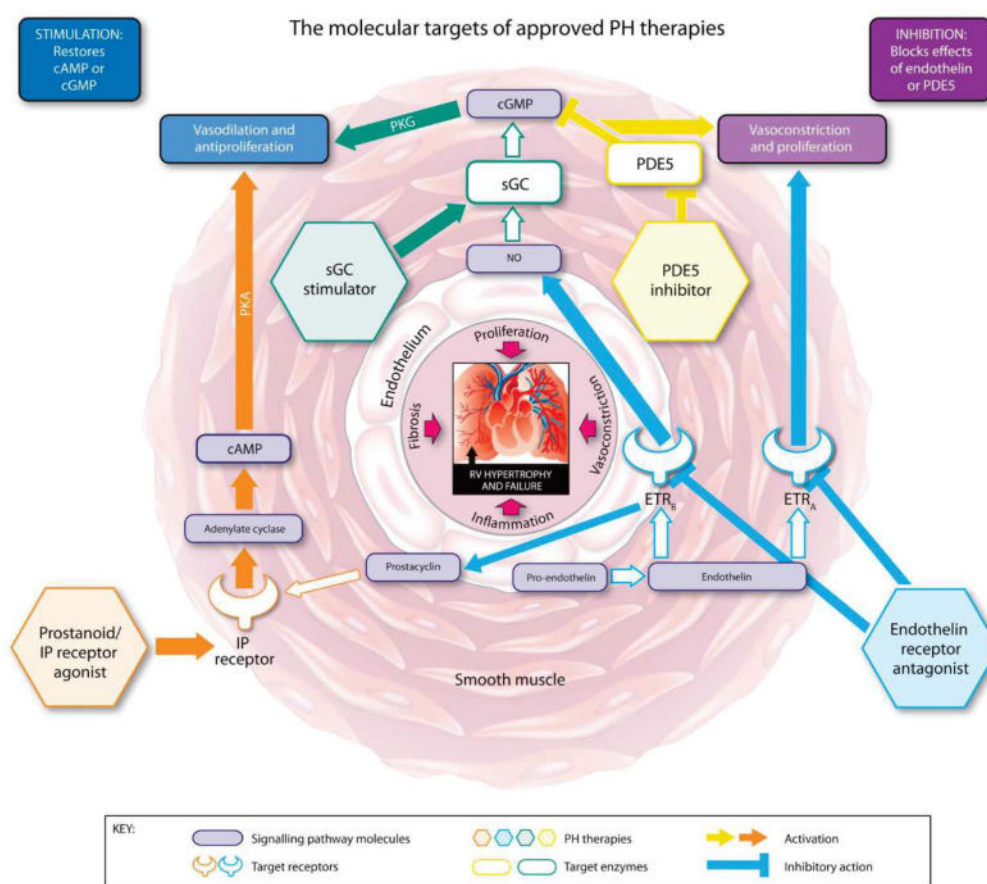 The molecular targets of approved PH therapies
STIMULATION:
Restores
cAMP or
cGMP
INHIBITION:
Blocks effects
of endothelin
or PDE5
Vasodilation and
antiproliferation
PKG
cGMP
Vasoconstriction
and proliferation
PDE5
sGC
sGC
stimulator
NO
PDE5
inhibitor
PKA
Endothelium
Proliferation
Fibrosis
Vasoconstriction
RV HYPERTROPHY
AND FAILURE
Inflammation
cAMP
ETRB
ETRA
Adenylate cyclase
Prostacyclin
Pro-endothelin
Endothelin
Prostanoid/
IP receptor
agonist
IP
receptor
Endothelin
receptor
antagonist
Smooth muscle
KEY:
Signalling pathway molecules
PH therapies
Activation
Target receptors
Target enzymes
Inhibitory action